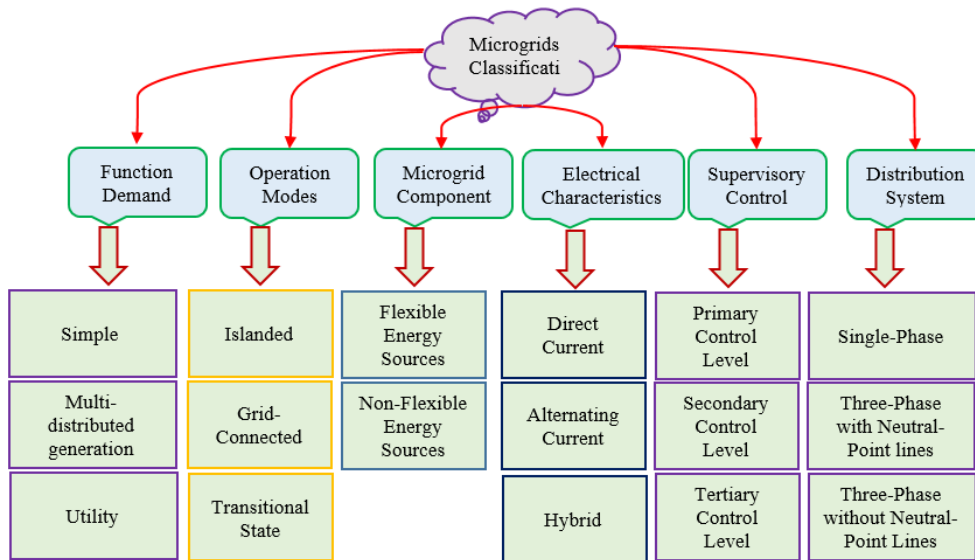 Microgrids
Classificati
Function
Demand
Operation
Modes
Microgrid
Component
Electrical
Characteristics
Supervisory
Control
Distribution
System
Simple
Multi-
distributed
generation
Utility
Islanded
Grid-
Connected
Transitional
State
Flexible
Energy
Sources
Non-Flexible
Energy
Sources
Direct
Current
Alternating
Current
Hybrid
Primary
Control
Level
Secondary
Control
Level
Tertiary
Control
Level
Single-Phase
Three-Phase
with Neutral-
Point lines
Three-Phase
without Neutral-
Point Lines